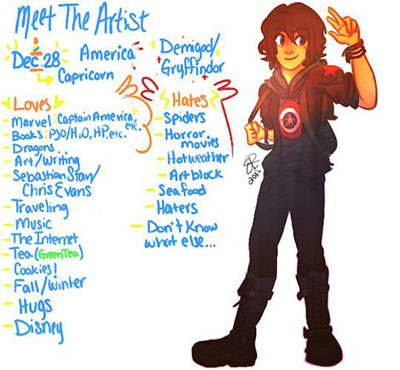 Meet The Artist
Dec. 28
Capricorn
America
Demigod/
Gryffindor
Loves
- Marvel: Captain America, etc.
- Books: PJO/HoO, HP, etc.
- Dragons
- Art/Writing
- Sebastian Stan/
Chris Evans
- Traveling
- Music
- The Internet
- Tea (GreenTea)
- Cookies!
- Fall/Winter
- Hugs
- Disney
Hates
- Spiders
- Horror
movies
- Hot weather
- Art block
- Seafood
- Haters
- Don't Know
what else...